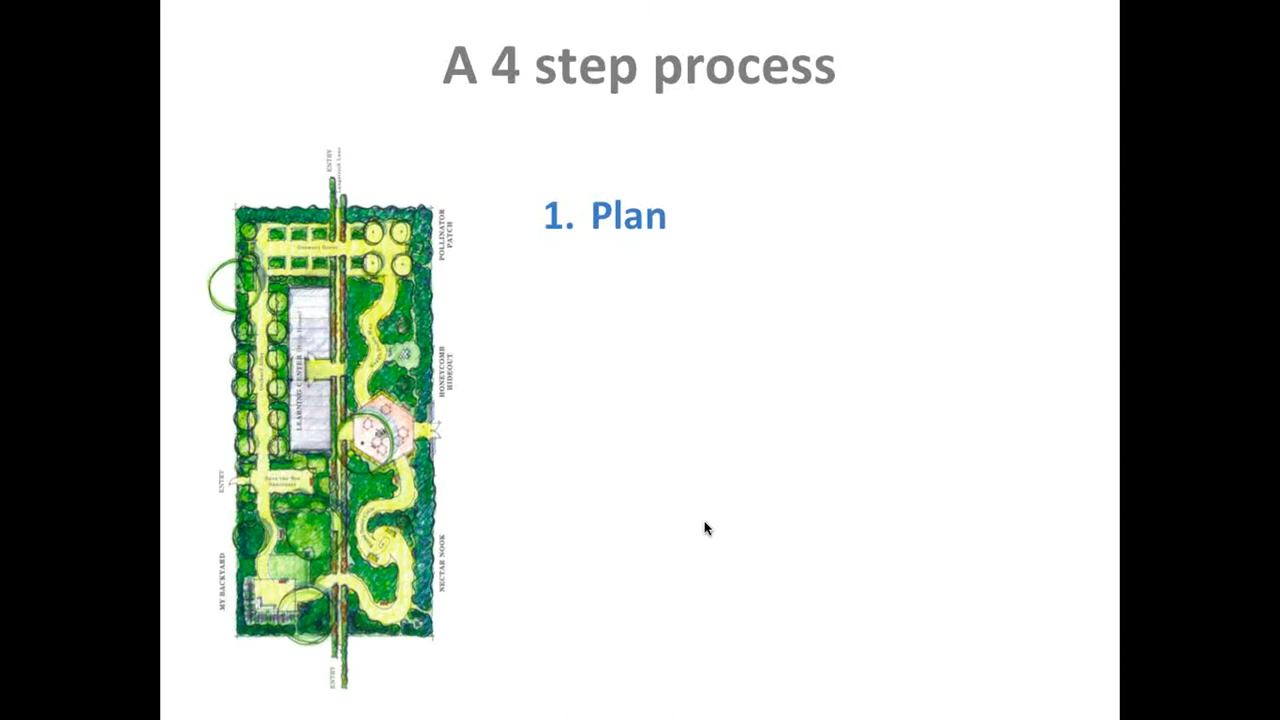 A 4 step process
1. Plan
ENTRY
POLLINATOR
PATCH
LEARNING CENTER
HONEYCOMB
HIDEOUT
ENTRY
MY BACKYARD
NECTAR NOOK
ENTRY